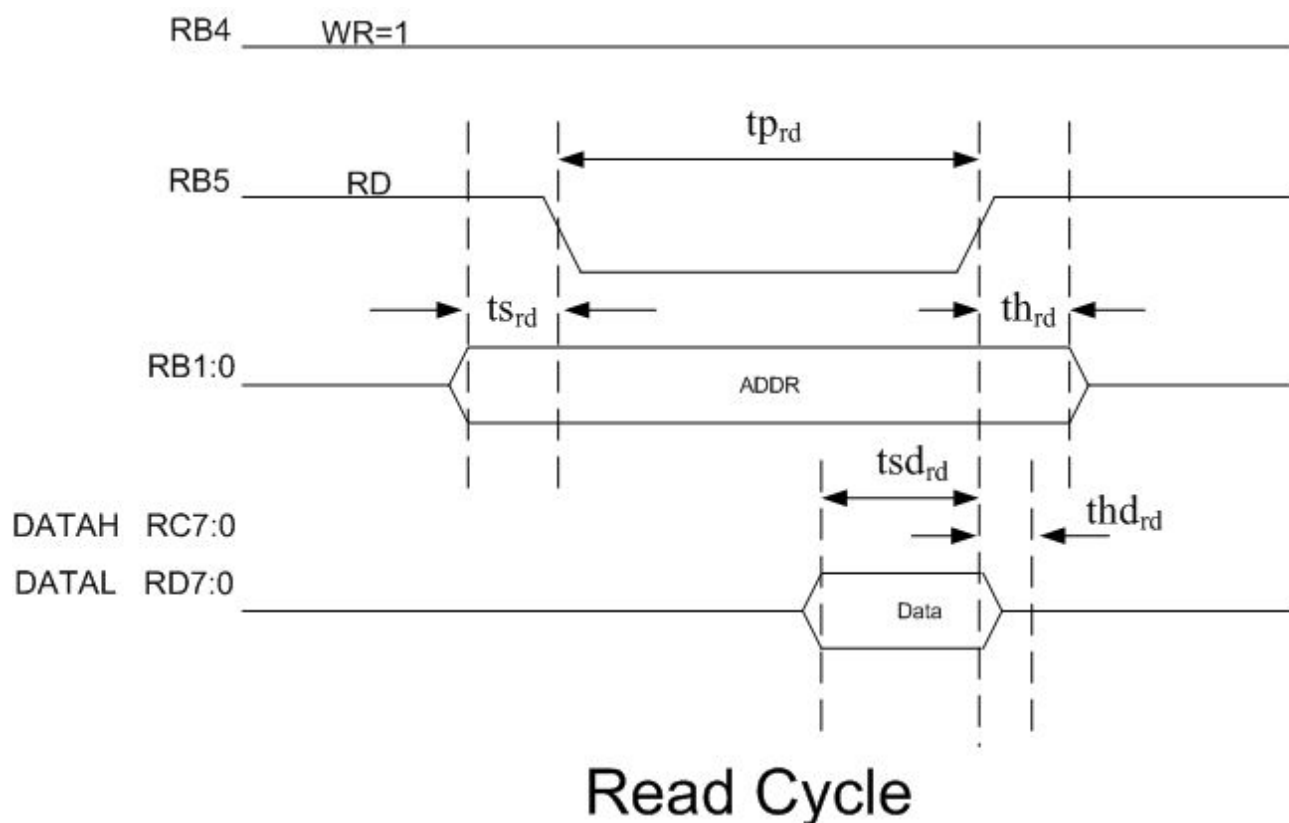 RB4 WR=1
tp_rd
RB5 RD
ts_rd th_rd
RB1:0 ADDR
tsd_rd
thd_rd
DATAH RC7:0
DATAL RD7:0 Data
Read Cycle